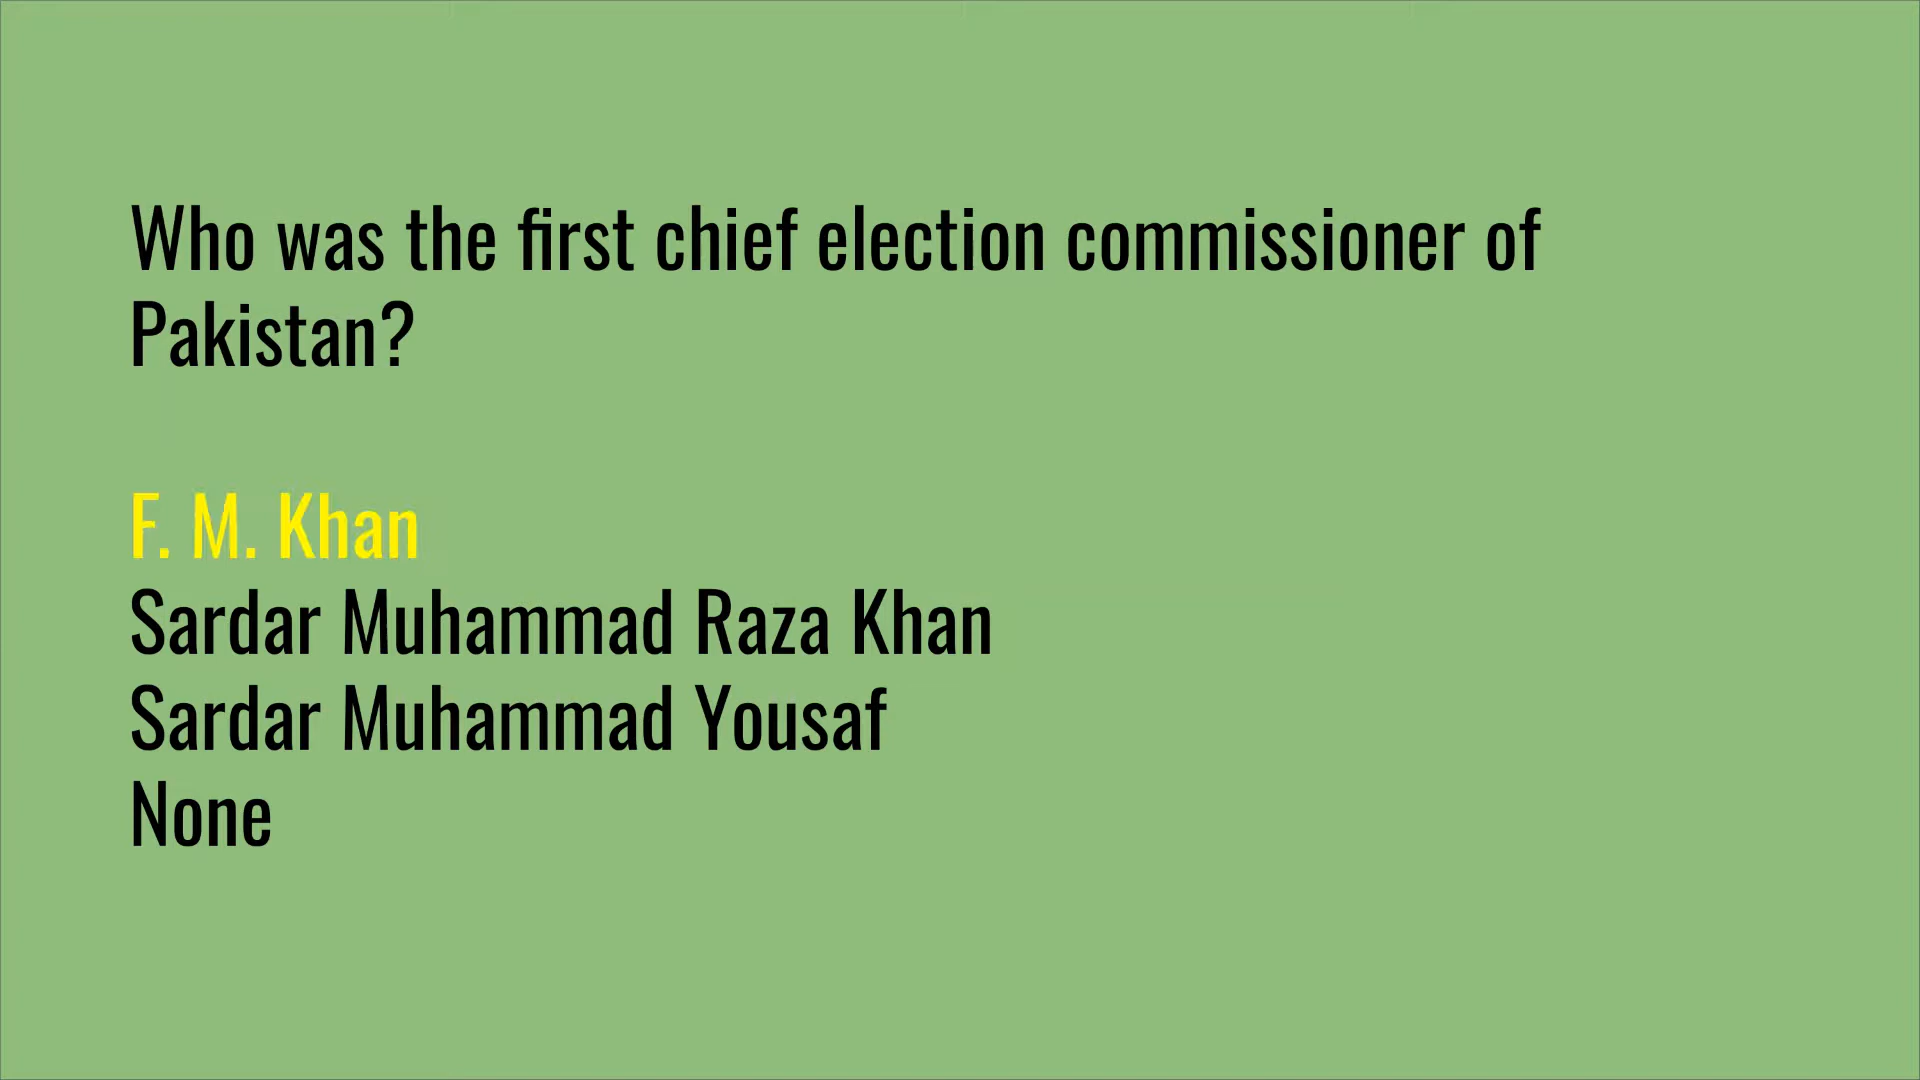 Who was the first chief election commissioner of
Pakistan?
F. M. Khan
Sardar Muhammad Raza Khan
Sardar Muhammad Yousaf
None